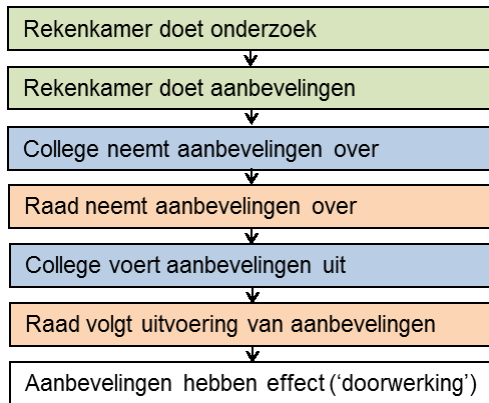 Rekenkamer doet onderzoek
Rekenkamer doet aanbevelingen
College neemt aanbevelingen over
Raad neemt aanbevelingen over
College voert aanbevelingen uit
Raad volgt uitvoering van aanbevelingen
Aanbevelingen hebben effect (‘doorwerking’)